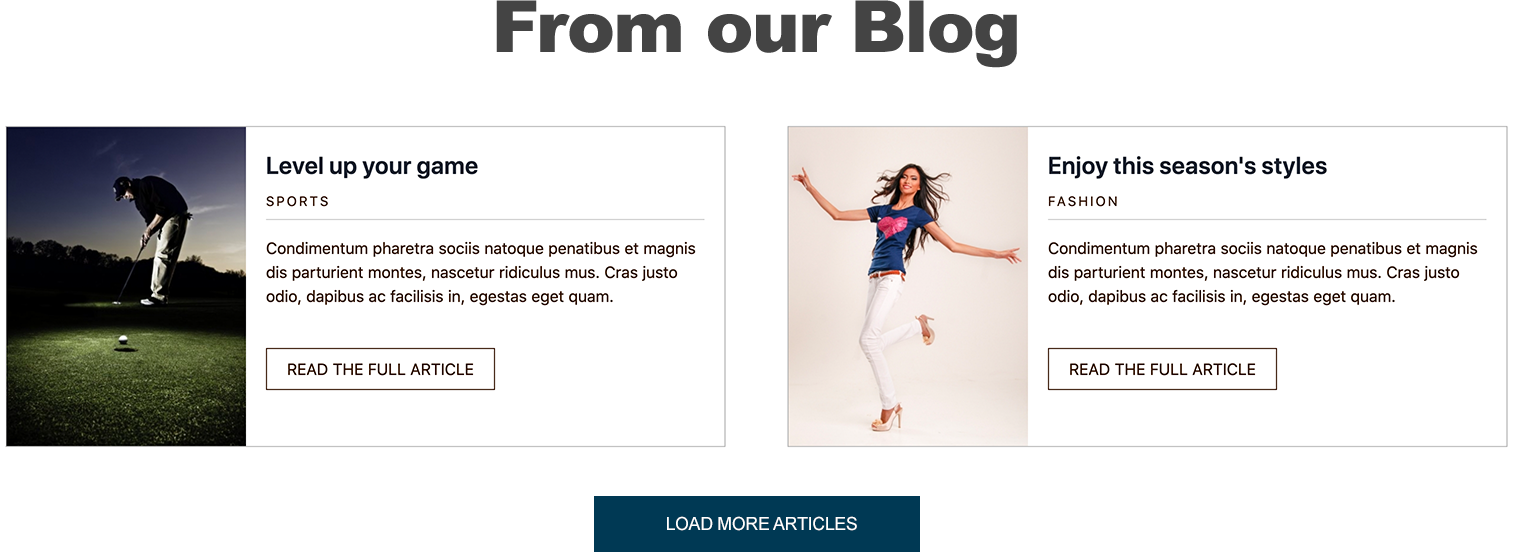 From our Blog
Level up your game
SPORTS
Condimentum pharetra sociis natoque penatibus et magnis
dis parturient montes, nascetur ridiculus mus. Cras justo
odio, dapibus ac facilisis in, egestas eget quam.
READ THE FULL ARTICLE
Enjoy this season's styles
FASHION
Condimentum pharetra sociis natoque penatibus et magnis
dis parturient montes, nascetur ridiculus mus. Cras justo
odio, dapibus ac facilisis in, egestas eget quam.
READ THE FULL ARTICLE
LOAD MORE ARTICLES